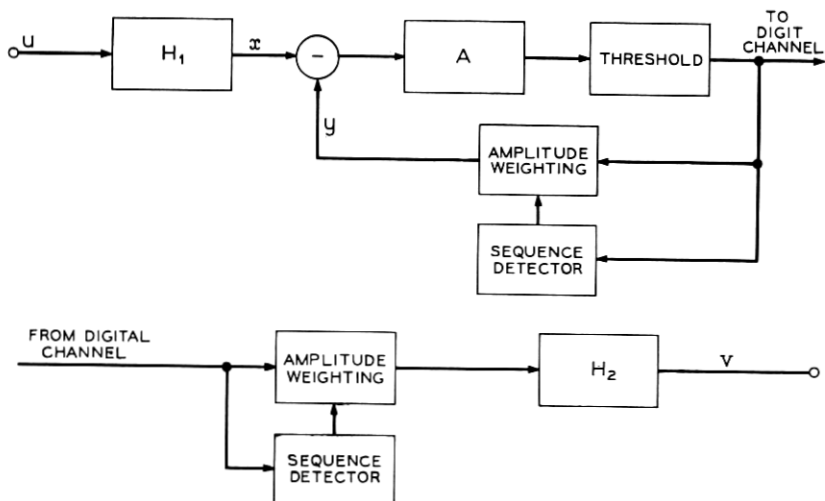 TO
DIGIT
CHANNEL
u
H1
x
−
A
THRESHOLD
y
AMPLITUDE
WEIGHTING
SEQUENCE
DETECTOR
FROM DIGITAL
CHANNEL
AMPLITUDE
WEIGHTING
H2
v
SEQUENCE
DETECTOR